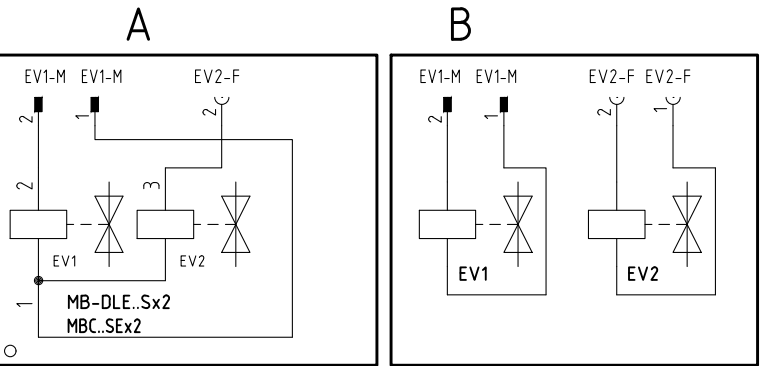 A
B
EV1-M EV1-M EV2-F
EV1-M EV1-M EV2-F EV2-F
2 1 2
2 1 2 1
2 3
EV1 EV2
EV1 EV2
1
MB-DLE..Sx2
MBC..SEx2